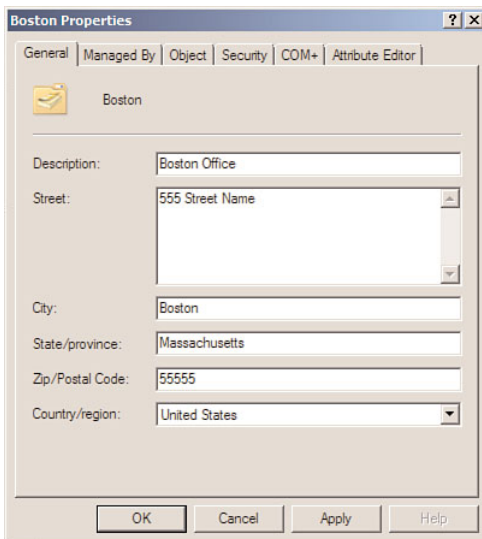 Boston Properties
General Managed By Object Security COM+ Attribute Editor
Boston
Description: Boston Office
Street: 555 Street Name
City: Boston
State/province: Massachusetts
Zip/Postal Code: 55555
Country/region: United States
OK Cancel Apply Help